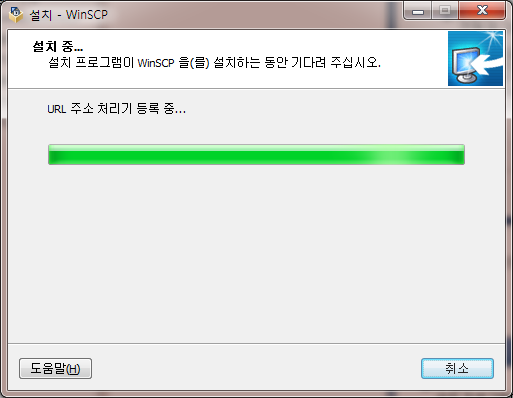 설치 - WinSCP
설치 중...
설치 프로그램이 WinSCP 을(를) 설치하는 동안 기다려 주십시오.
URL 주소 처리기 등록 중...
도움말(H)
취소